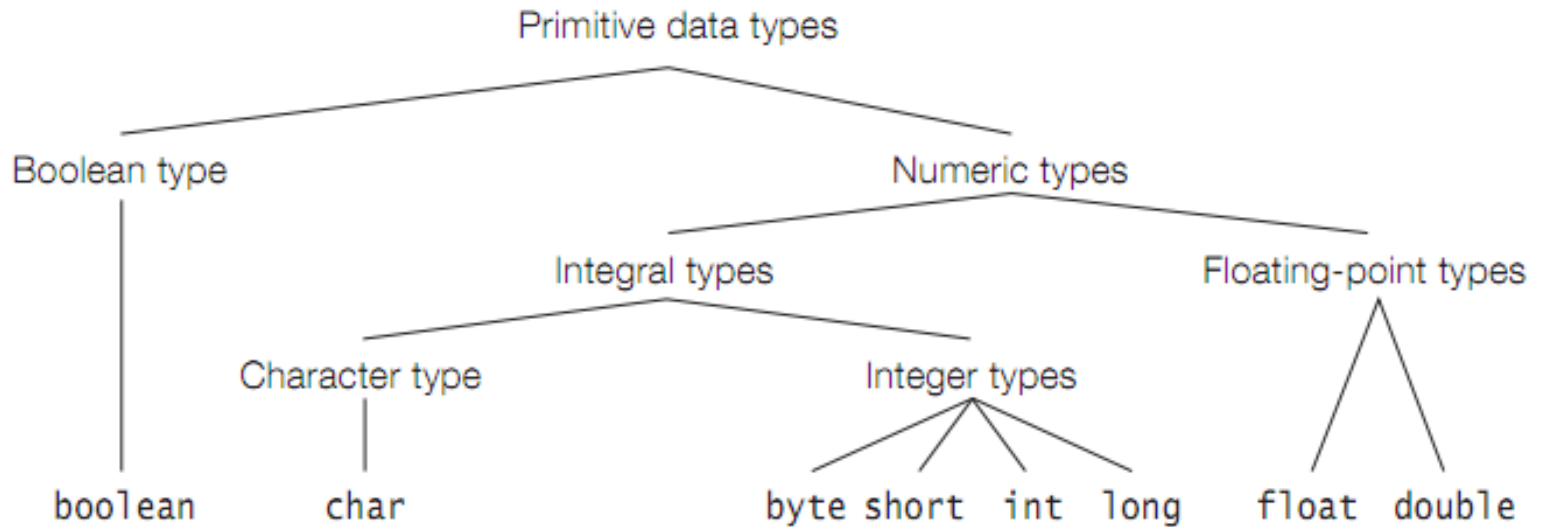 Primitive data types
Boolean type Numeric types
Integral types Floating-point types
Character type Integer types
boolean char byte short int long float double